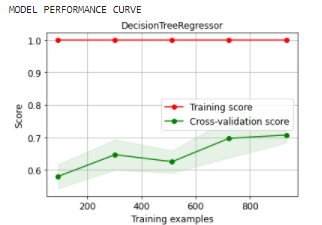 MODEL PERFORMANCE CURVE
DecisionTreeRegressor
1.0
0.9
0.8
0.7
0.6
Score
Training score
Cross-validation score
200 400 600 800
Training examples